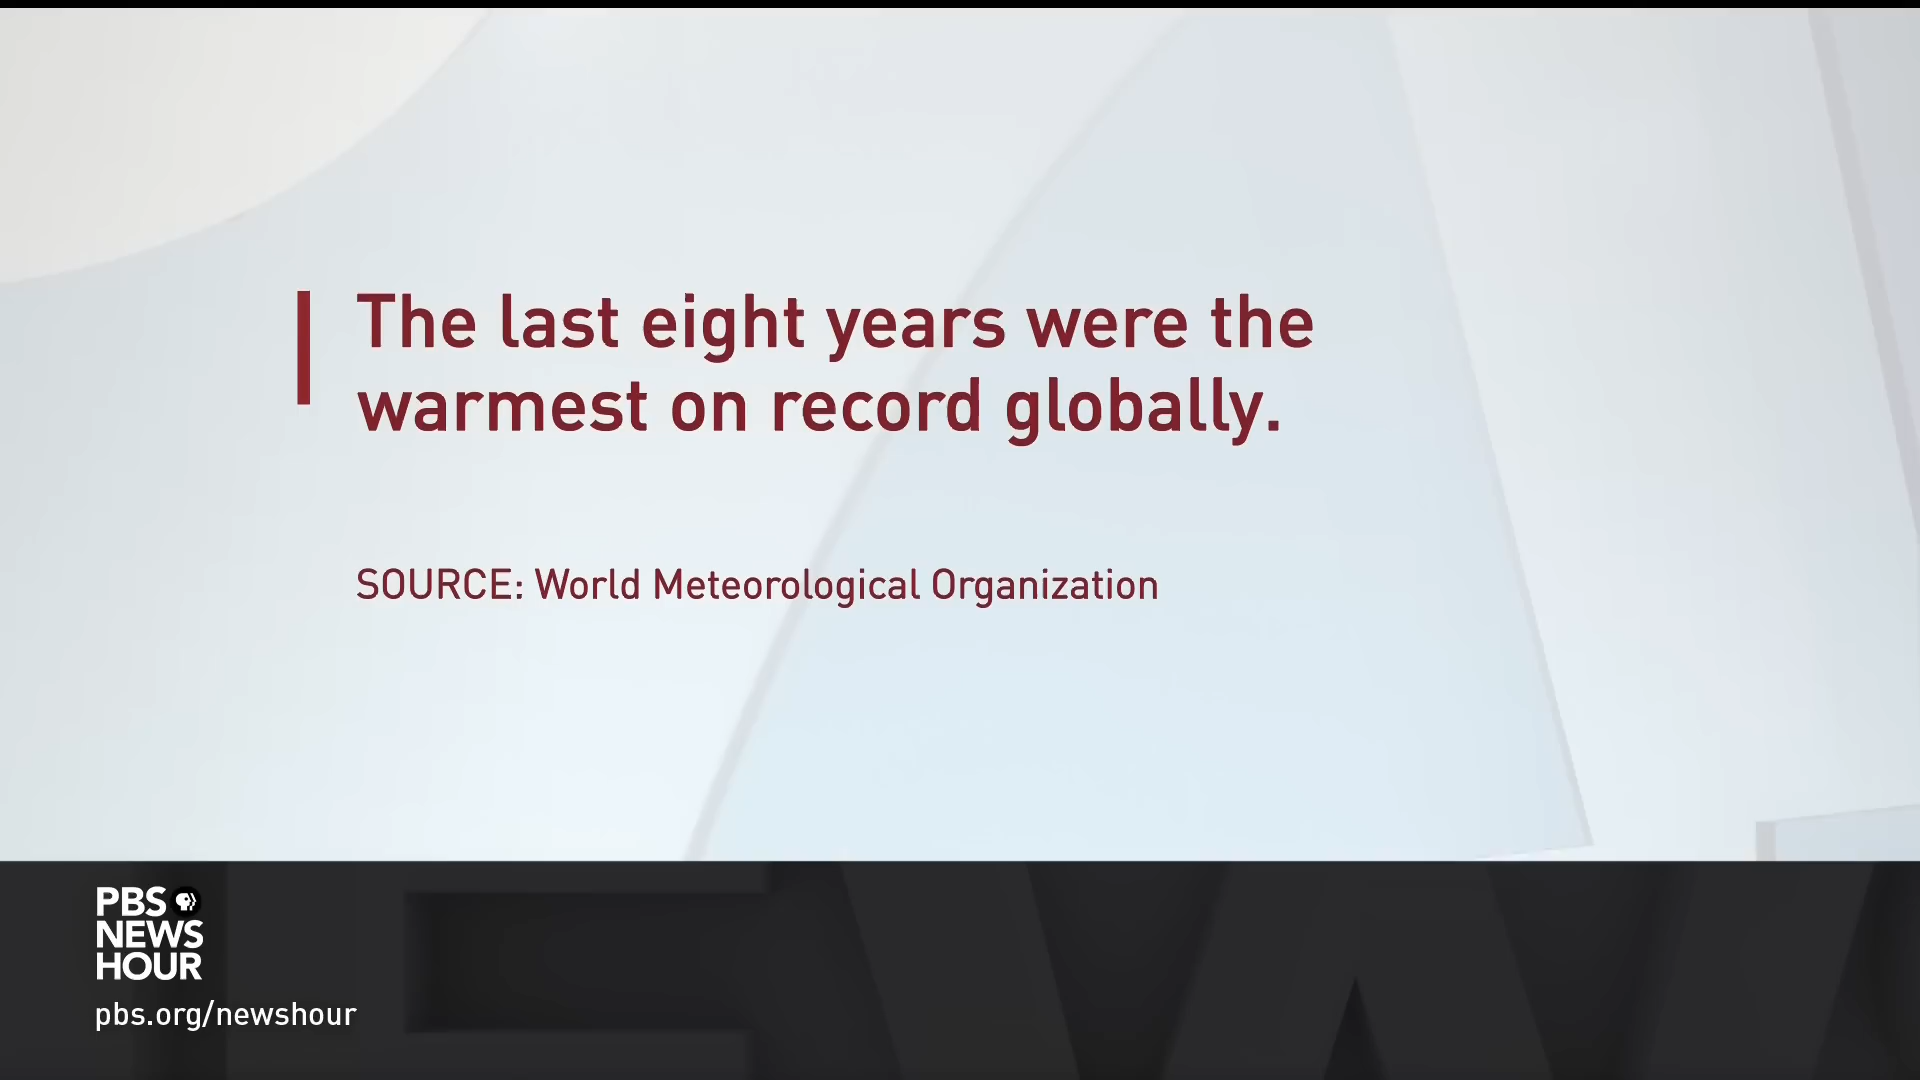 The last eight years were the
warmest on record globally.
SOURCE: World Meteorological Organization
PBS
NEWS
HOUR
pbs.org/newshour